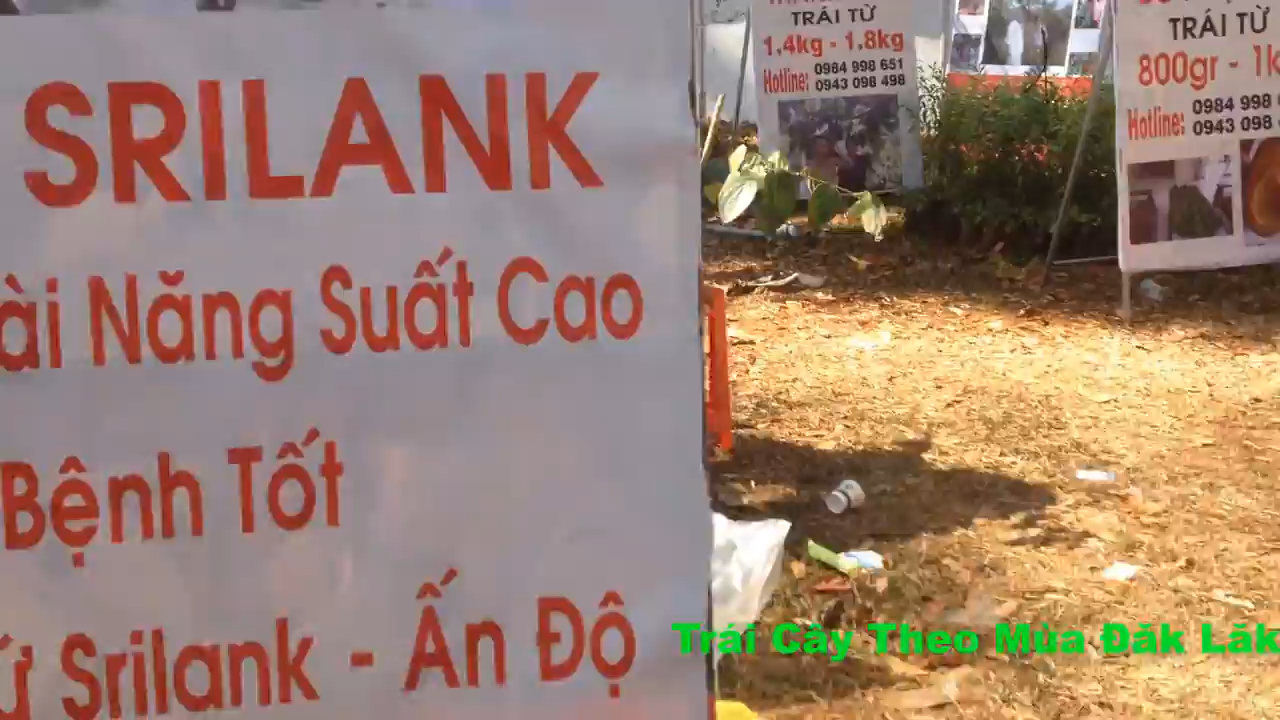 SRILANK
ài Năng Suất Cao
Bệnh Tốt
ừ Srilank - Ấn Độ
TRÁI TỪ
1,4kg - 1.8kg
Hotline: 0984 998 651
0943 098 498
TRÁI TỪ
800gr - 1k
Hotline: 0984 998
0943 098
Trái Cây Theo Mùa Đăk Lăk